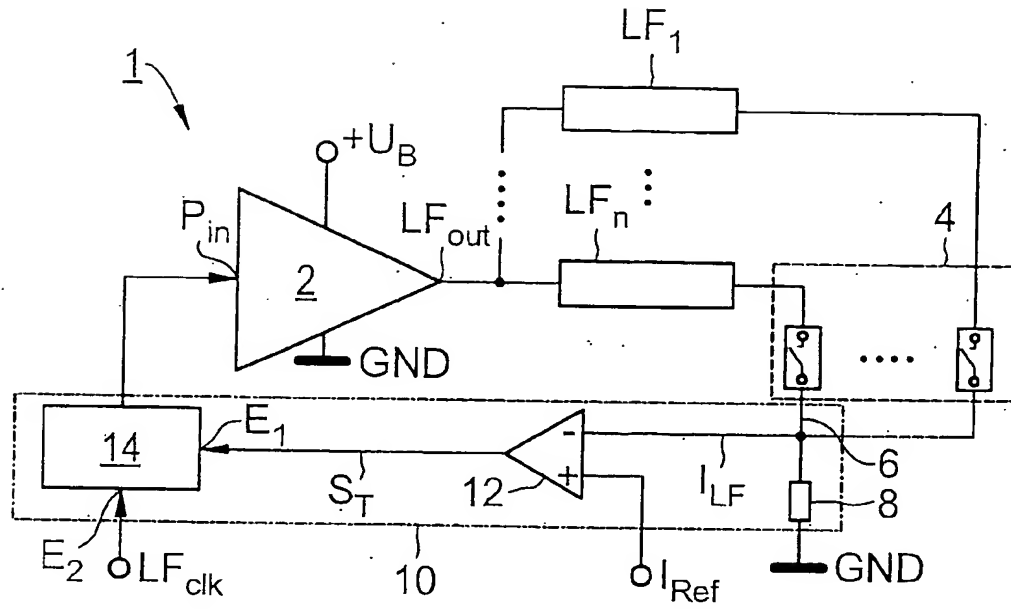 LF1
1
+UB
Pin
LFout
LFn
4
2
GND
14
E1
ST
12
-
+
ILF
6
8
E2
LFclk
10
IRef
GND